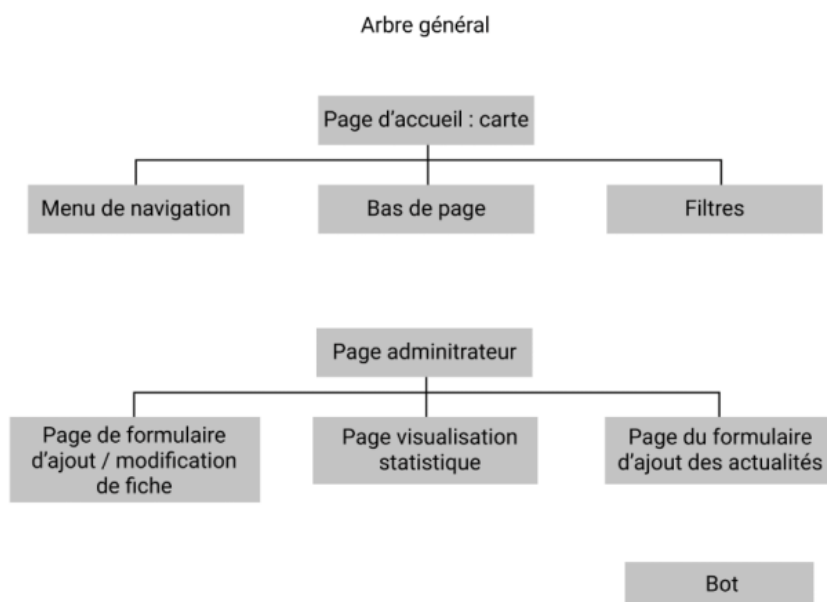 Arbre général
Page d'accueil : carte
Menu de navigation
Bas de page
Filtres
Page adminitrateur
Page de formulaire
d'ajout / modification
de fiche
Page visualisation
statistique
Page du formulaire
d'ajout des actualités
Bot